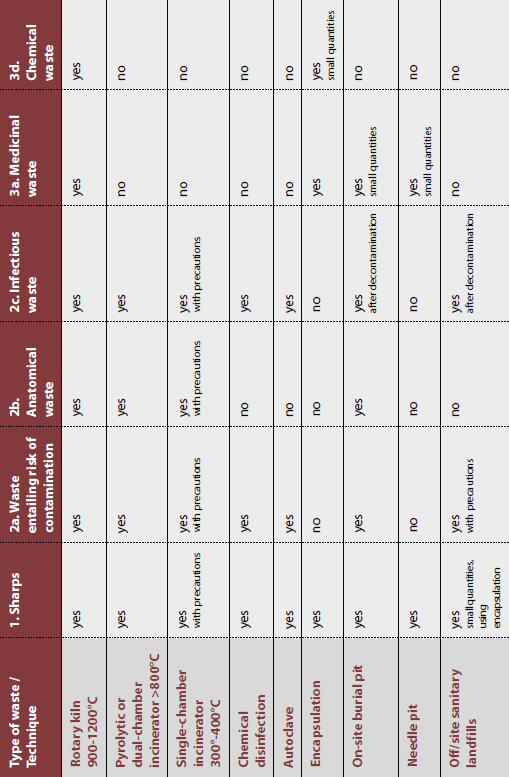 Type of waste /
Technique
1. Sharps
2a. Waste
entailing risk of
contamination
2b.
Anatomical
waste
2c. Infectious
waste
3a. Medicinal
waste
3d.
Chemical
waste
Rotary kiln
900-1200°C
yes
yes
yes
yes
yes
yes
Pyrolytic or
dual-chamber
incinerator >800°C
yes
yes
yes
yes
no
no
Single-chamber
incinerator
300°-400°C
yes
with precautions
yes
with precautions
yes
with precautions
yes
with precautions
no
no
Chemical
disinfection
yes
yes
no
yes
no
no
Autoclave
yes
yes
no
yes
no
no
Encapsulation
yes
no
no
no
yes
yes
small quantities
On-site burial pit
yes
yes
yes
yes
after decontamination
yes
small quantities
no
Needle pit
yes
no
no
no
yes
small quantities
no
Off/site sanitary
landfills
yes
small quantities,
using
encapsulation
yes
with precautions
no
yes
after decontamination
no
no